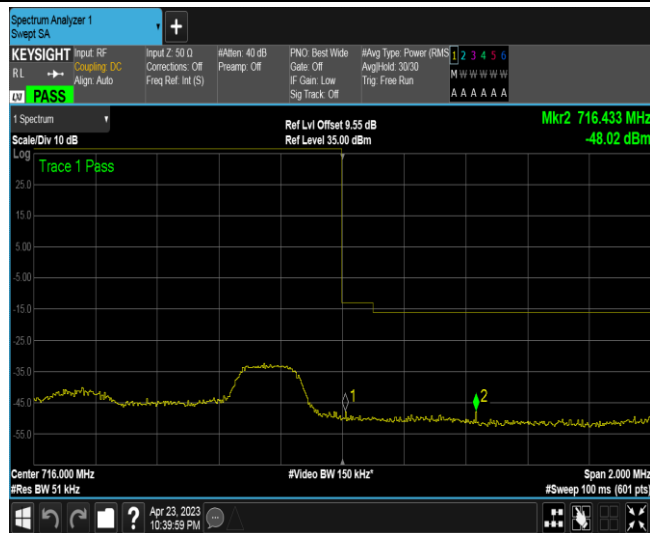 Spectrum Analyzer 1
Swept SA
+
KEYSIGHT Input: RF Input Z: 50 Ω #Atten: 40 dB PNO: Best Wide #Avg Type: Power (RMS 1 2 3 4 5 6
RL Coupling: DC Corrections: Off Preamp: Off Gate: Off Avg|Hold: 30/30 M W W W W W
Align: Auto Freq Ref: Int (S) IF Gain: Low Trig: Free Run
LXI PASS Sig Track: Off A A A A A A
1 Spectrum Ref Lvl Offset 9.55 dB Mkr2 716.433 MHz
Scale/Div 10 dB Ref Level 35.00 dBm -48.02 dBm
Log
Trace 1 Pass
25.0
15.0
5.00
-5.00
-15.0
-25.0
-35.0
-45.0
1
2
-55.0
Center 716.000 MHz #Video BW 150 kHz* Span 2.000 MHz
#Res BW 51 kHz #Sweep 100 ms (601 pts)
? Apr 23, 2023
10:39:59 PM